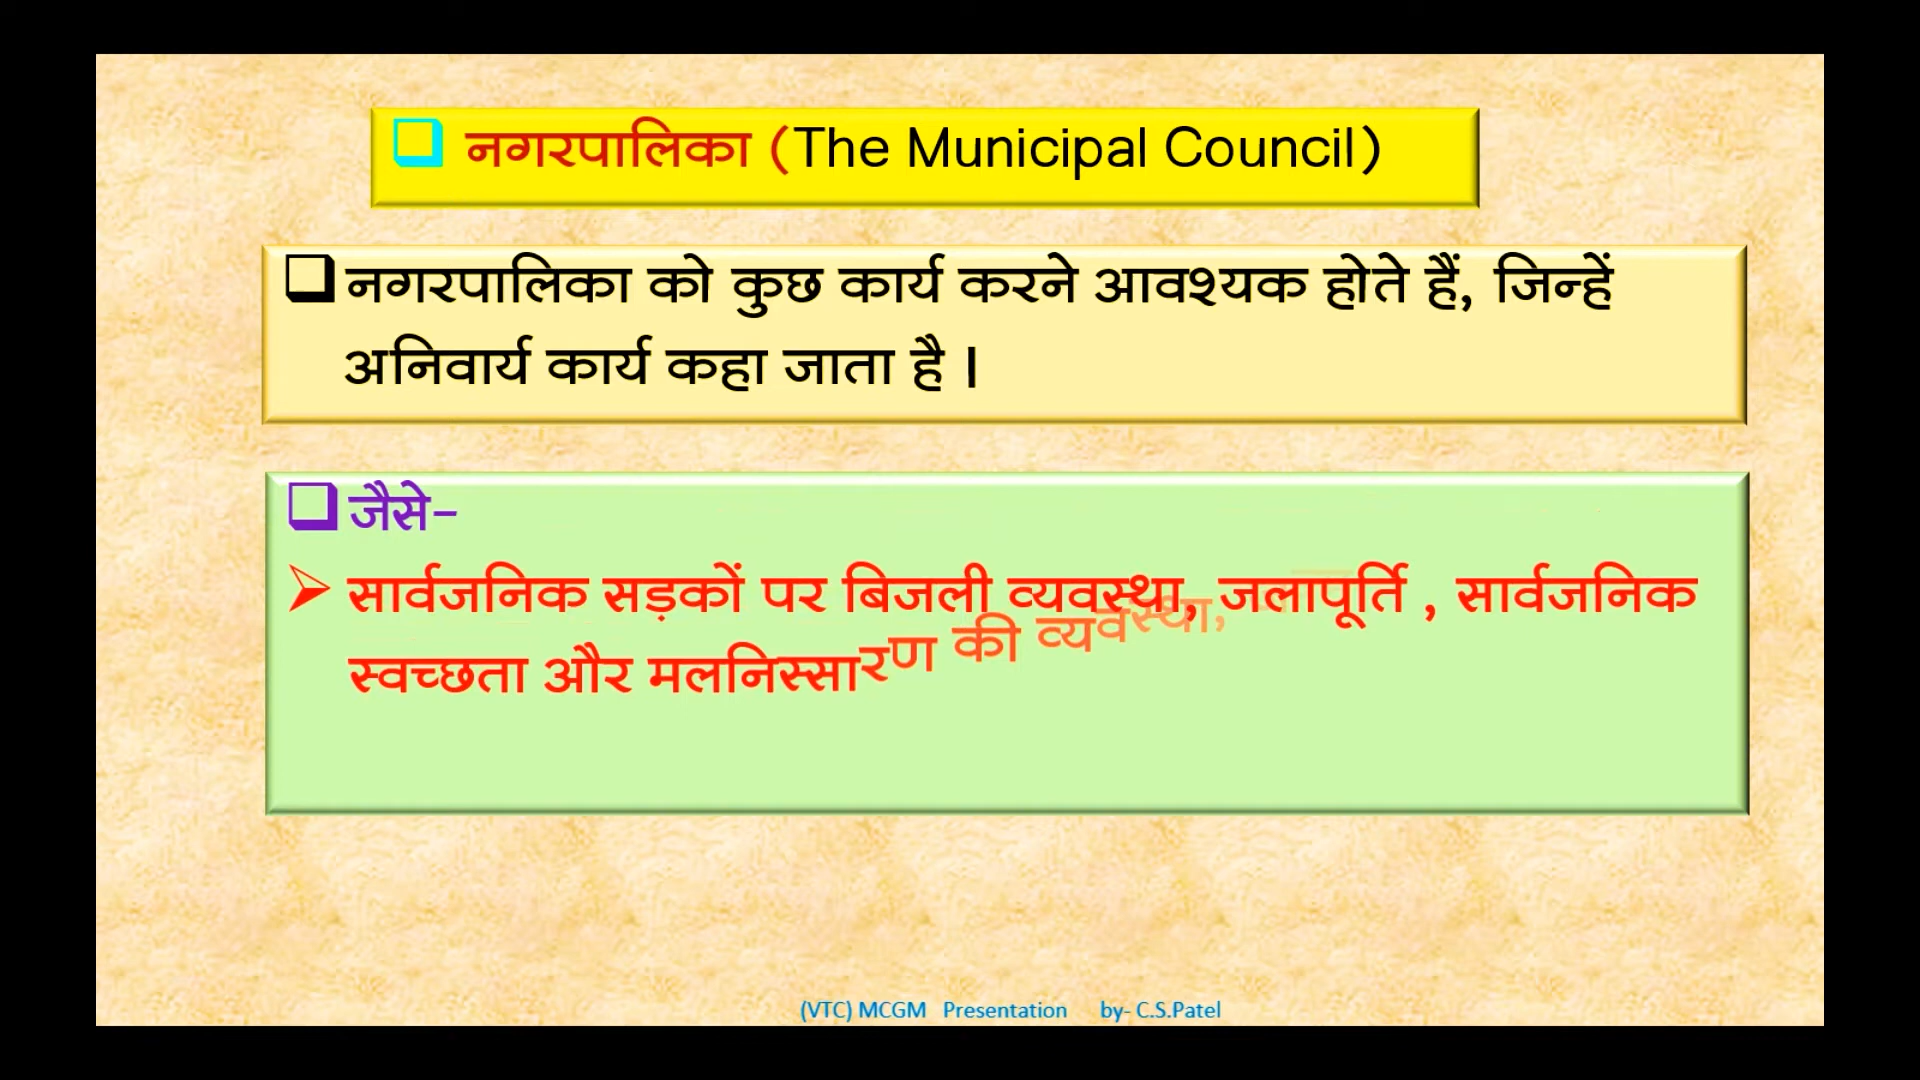 नगरपालिका (The Municipal Council)
नगरपालिका को कुछ कार्य करने आवश्यक होते हैं, जिन्हें
अनिवार्य कार्य कहा जाता है ।
जैसे-
सार्वजनिक सड़कों पर बिजली व्यवस्था, जलापूर्ति , सार्वजनिक
स्वच्छता और मलनिस्सारण की व्यवस्था,
(VTC) MCGM Presentation by- C.S.Patel